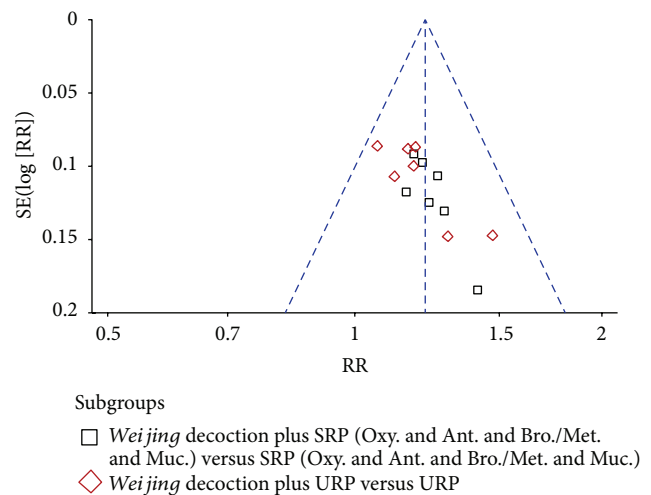 0
0.05
0.1
0.15
0.2
SE(log [RR])
0.5
0.7
1
1.5
2
RR
Subgroups
Wei jing decoction plus SRP (Oxy. and Ant. and Bro./Met.
and Muc.) versus SRP (Oxy. and Ant. and Bro./Met. and Muc.)
Wei jing decoction plus URP versus URP